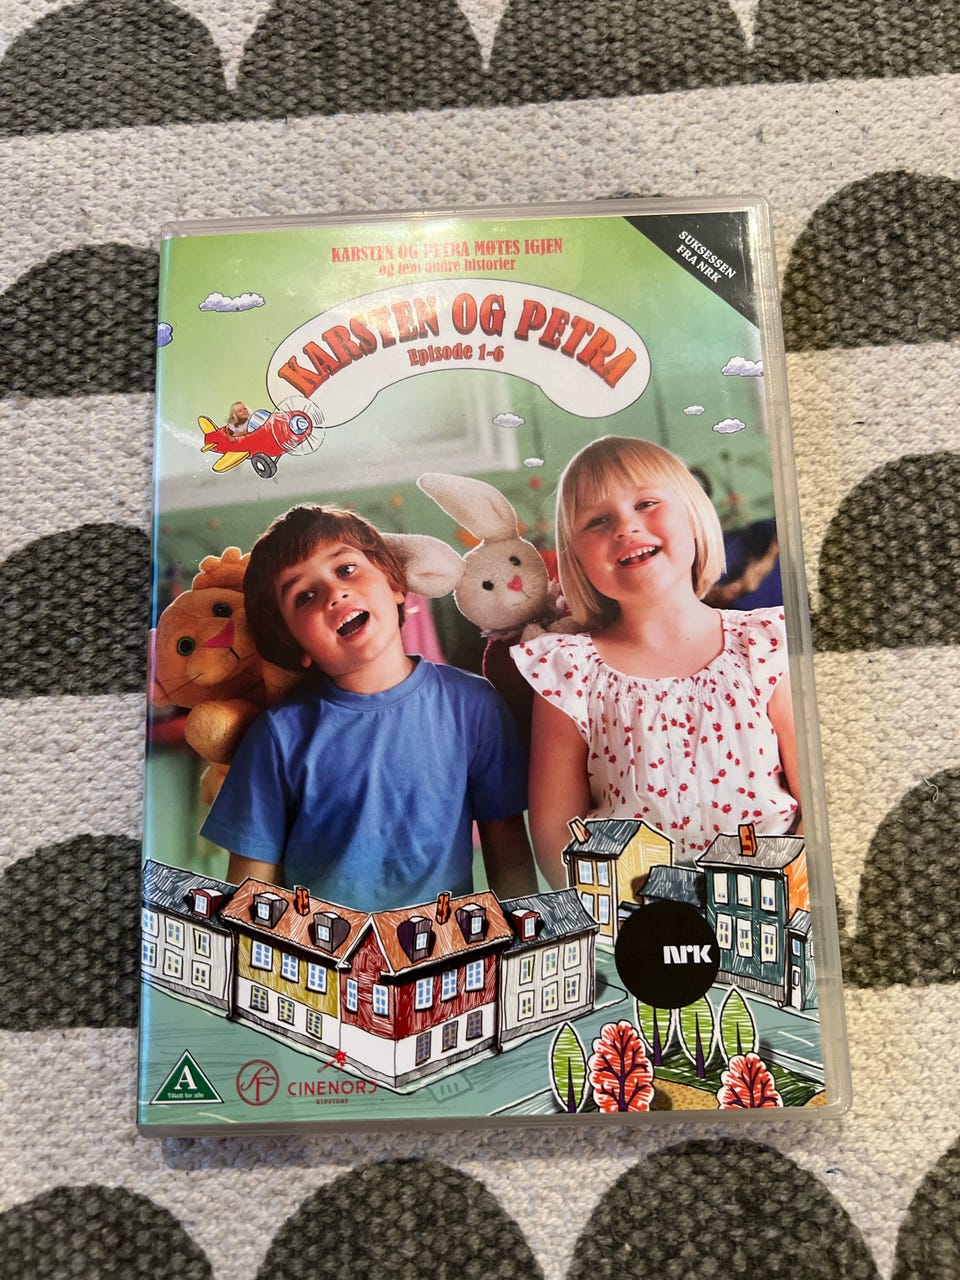 KARSTEN OG PETRA MØTES IGJEN
og fem andre historier
SUKSESSEN
FRA NRK
KARSTEN OG PETRA
Episode 1-6
NRK
A
Tillatt for alle
SF
CINENORD
KIDSTORY